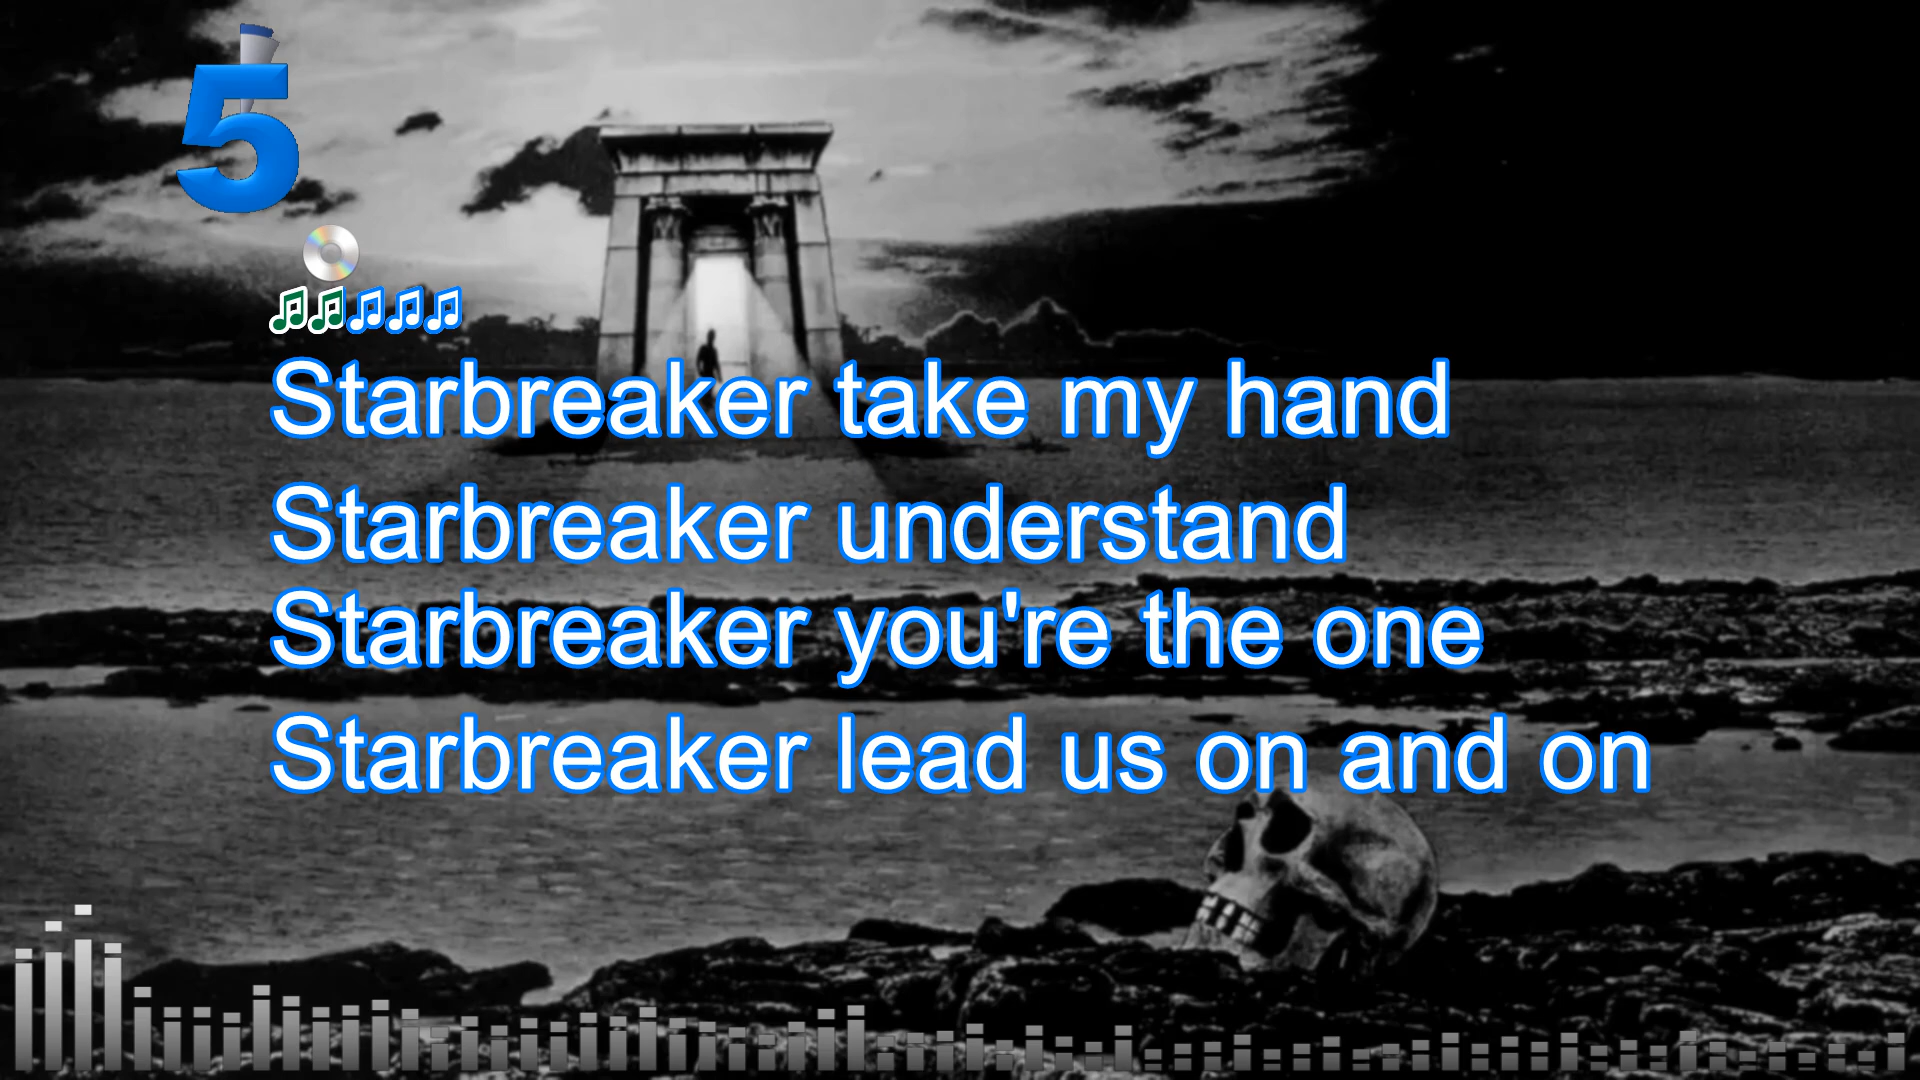 5
Starbreaker take my hand
Starbreaker understand
Starbreaker you're the one
Starbreaker lead us on and on